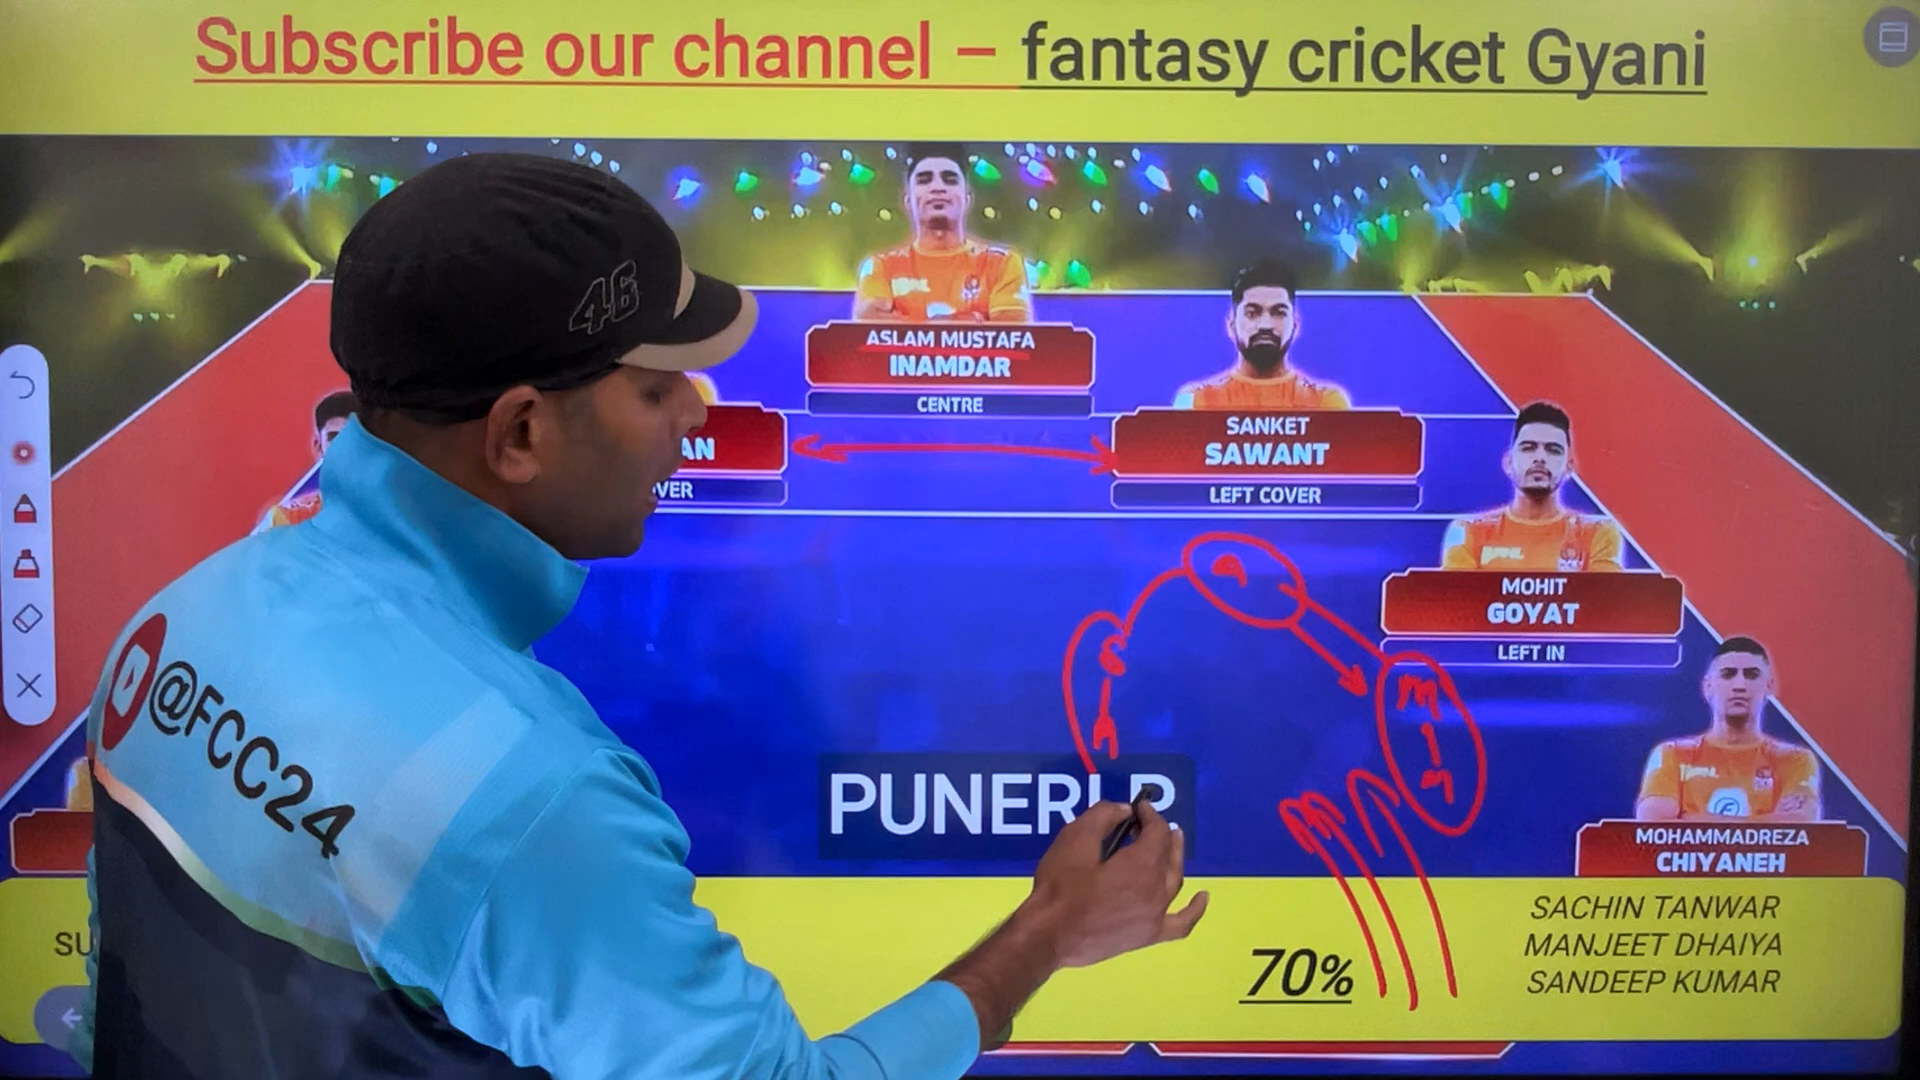 Subscribe our channel – fantasy cricket Gyani
46
ASLAM MUSTAFA
INAMDAR
CENTRE
SANKET
SAWANT
LEFT COVER
AN
VER
MOHIT
GOYAT
LEFT IN
@FCC24
PUNERI P
MOHAMMADREZA
CHIYANEH
SU
70%
SACHIN TANWAR
MANJEET DHAIYA
SANDEEP KUMAR